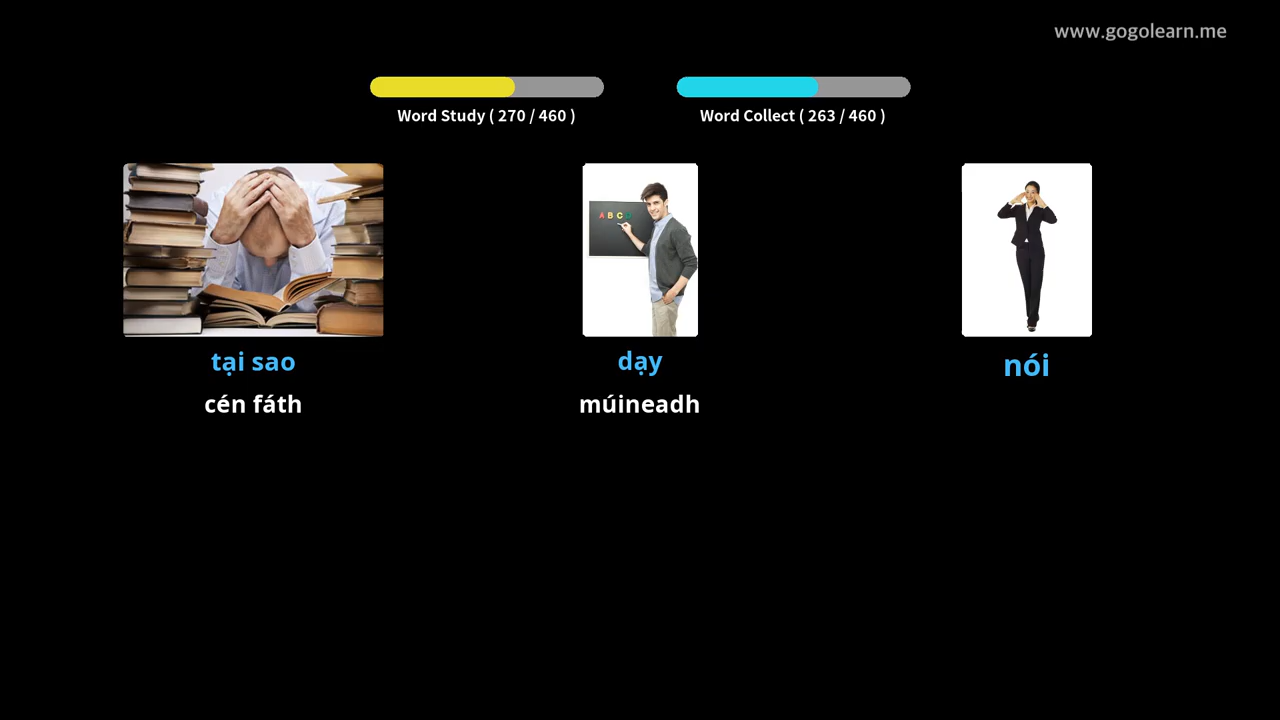 www.gogolearn.me
Word Study ( 270 / 460 )
Word Collect ( 263 / 460 )
A B C D
tại sao
dạy
nói
cén fáth
múineadh